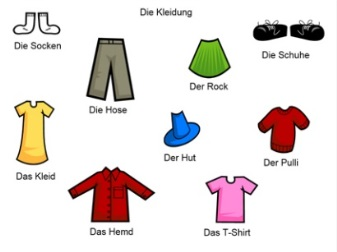 Die Kleidung
Die Socken
Die Schuhe
Die Hose
Der Rock
Das Kleid
Der Hut
Der Pulli
Das Hemd
Das T-Shirt